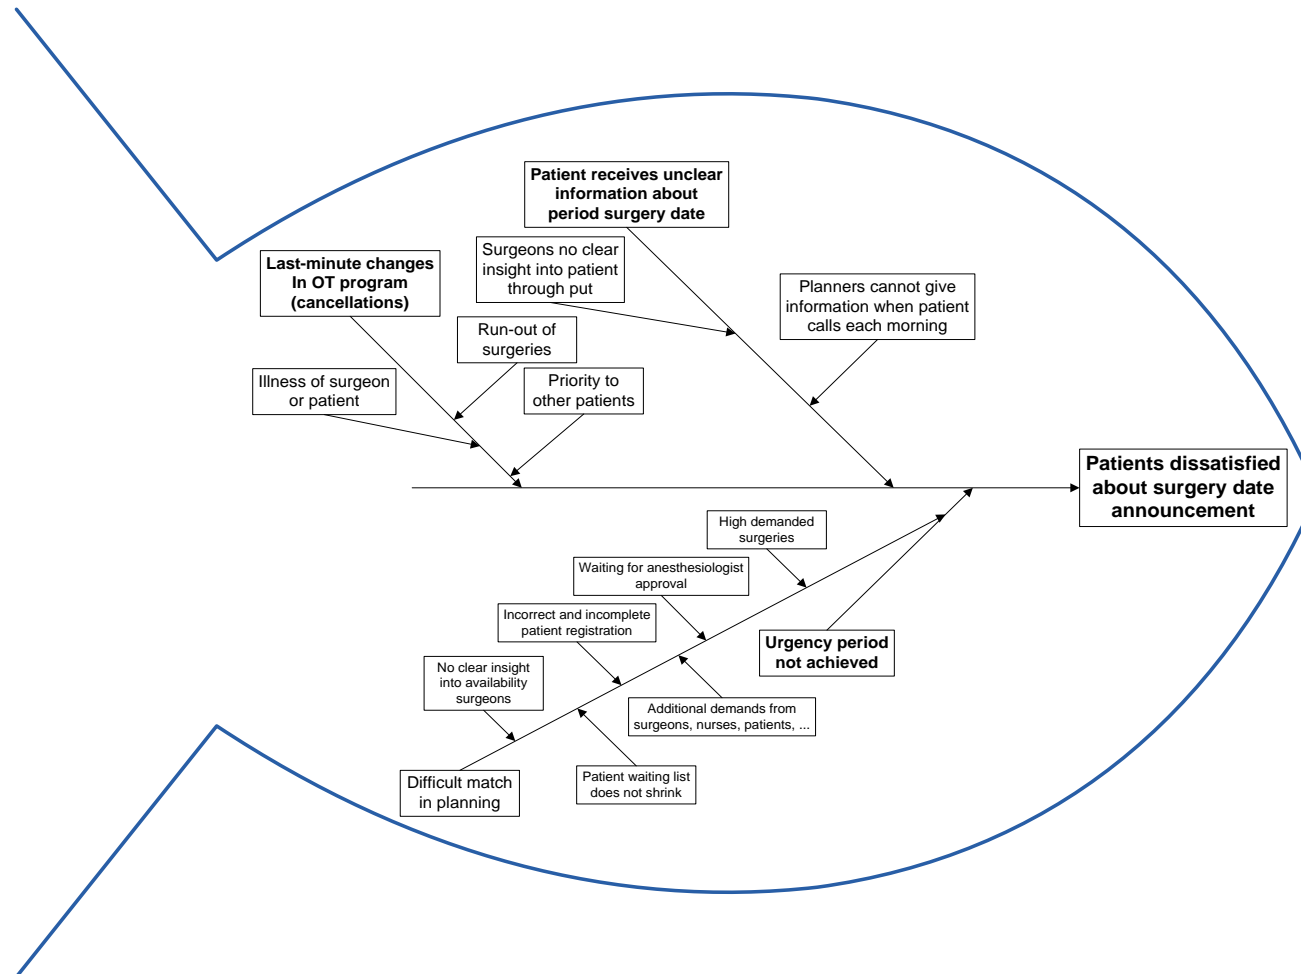 Patient receives unclear
information about
period surgery date
Last-minute changes
In OT program
(cancellations)
Surgeons no clear
insight into patient
through put
Planners cannot give
information when patient
calls each morning
Run-out of
surgeries
Illness of surgeon
or patient
Priority to
other patients
Patients dissatisfied
about surgery date
announcement
High demanded
surgeries
Waiting for anesthesiologist
approval
Incorrect and incomplete
patient registration
Urgency period
not achieved
No clear insight
into availability
surgeons
Additional demands from
surgeons, nurses, patients, ...
Difficult match
in planning
Patient waiting list
does not shrink